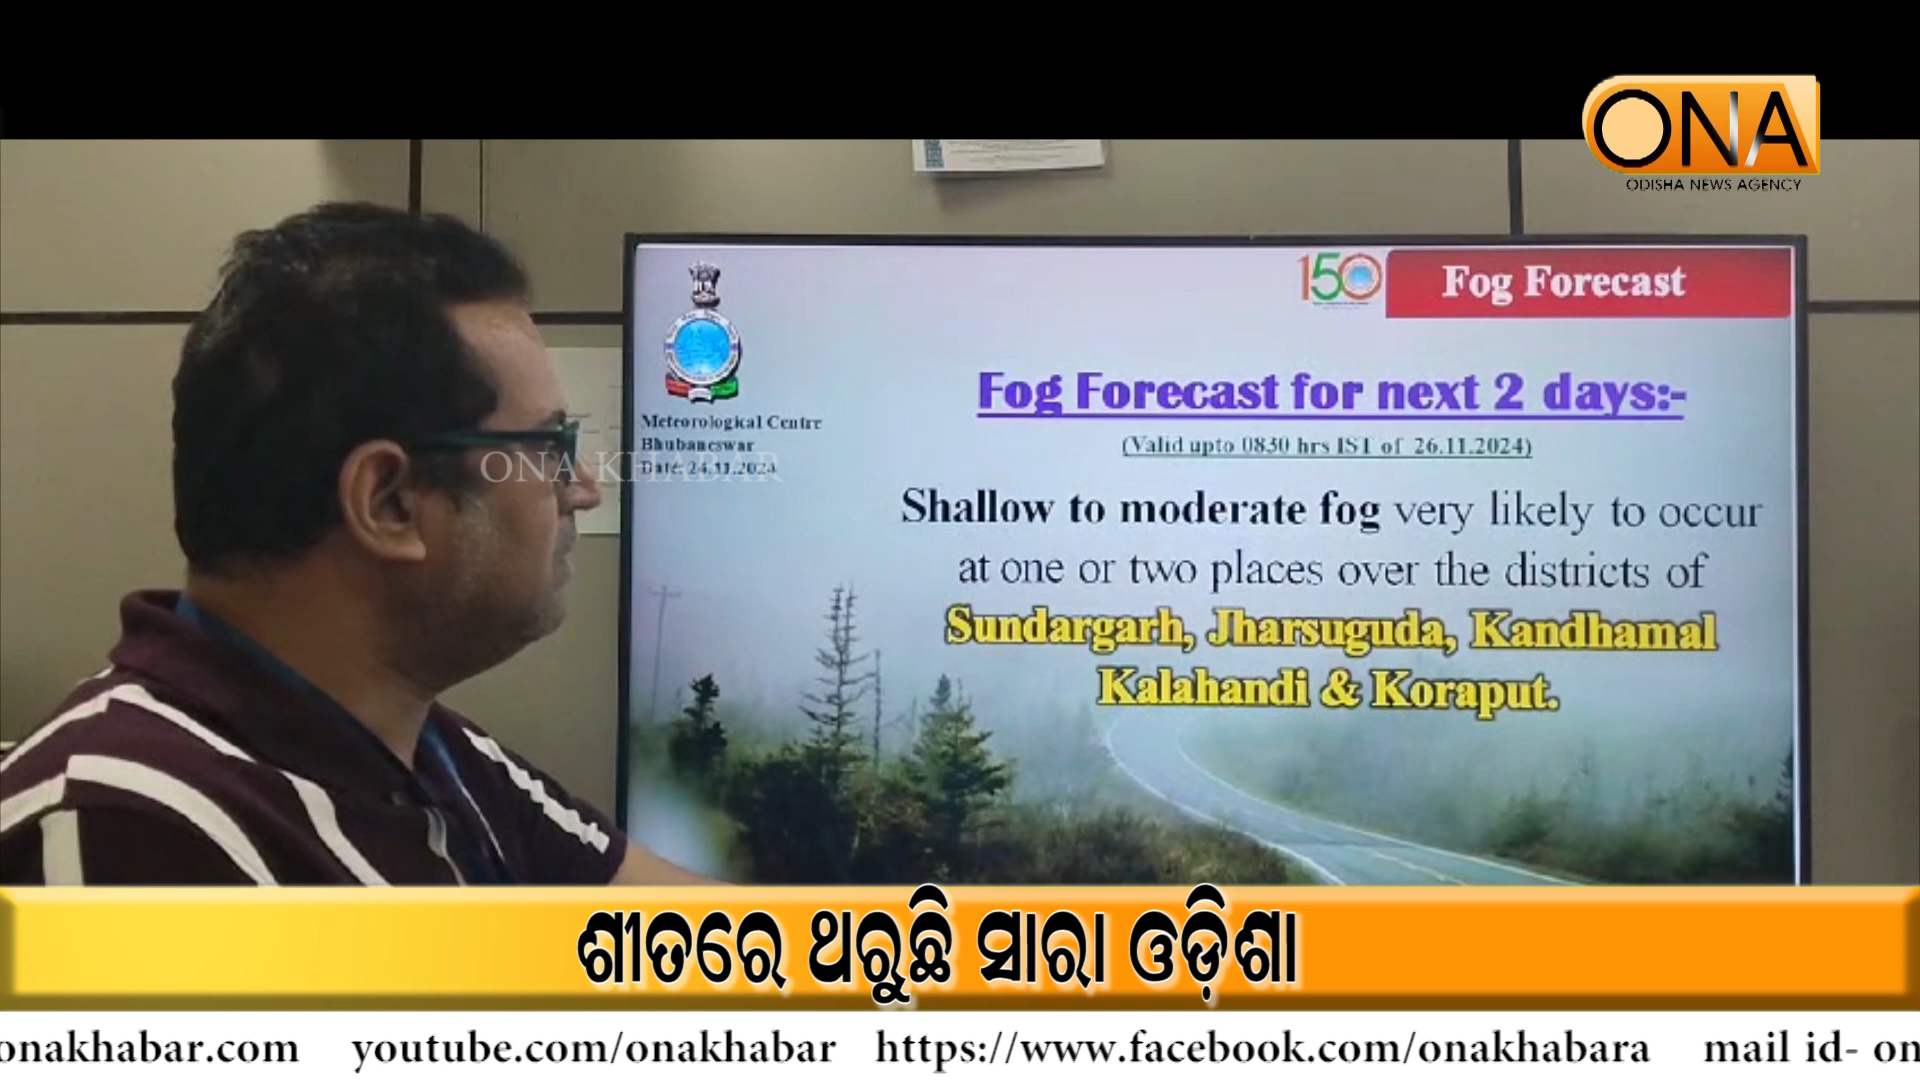 ONA
ODISHA NEWS AGENCY
150
Fog Forecast
Fog Forecast for next 2 days:-
(Valid upto 0830 hrs IST of 26.11.2024)
Meteorological Centre
Bhubaneswar
Date: 24.11.2024
ONA KHABAR
Shallow to moderate fog very likely to occur
at one or two places over the districts of
Sundargarh, Jharsuguda, Kandhamal
Kalahandi & Koraput.
ଶୀତରେ ଥରୁଛି ସାରା ଓଡ଼ିଶା
onakhabar.com youtube.com/onakhabar https://www.facebook.com/onakhabara mail id- on